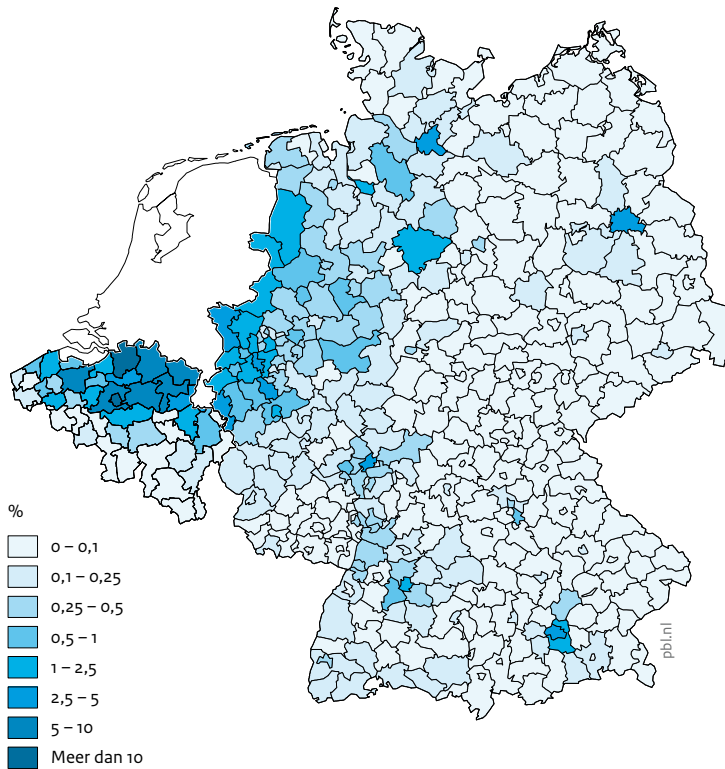 %
0 – 0,1
0,1 – 0,25
0,25 – 0,5
0,5 – 1
1 – 2,5
2,5 – 5
5 – 10
Meer dan 10
pbl.nl